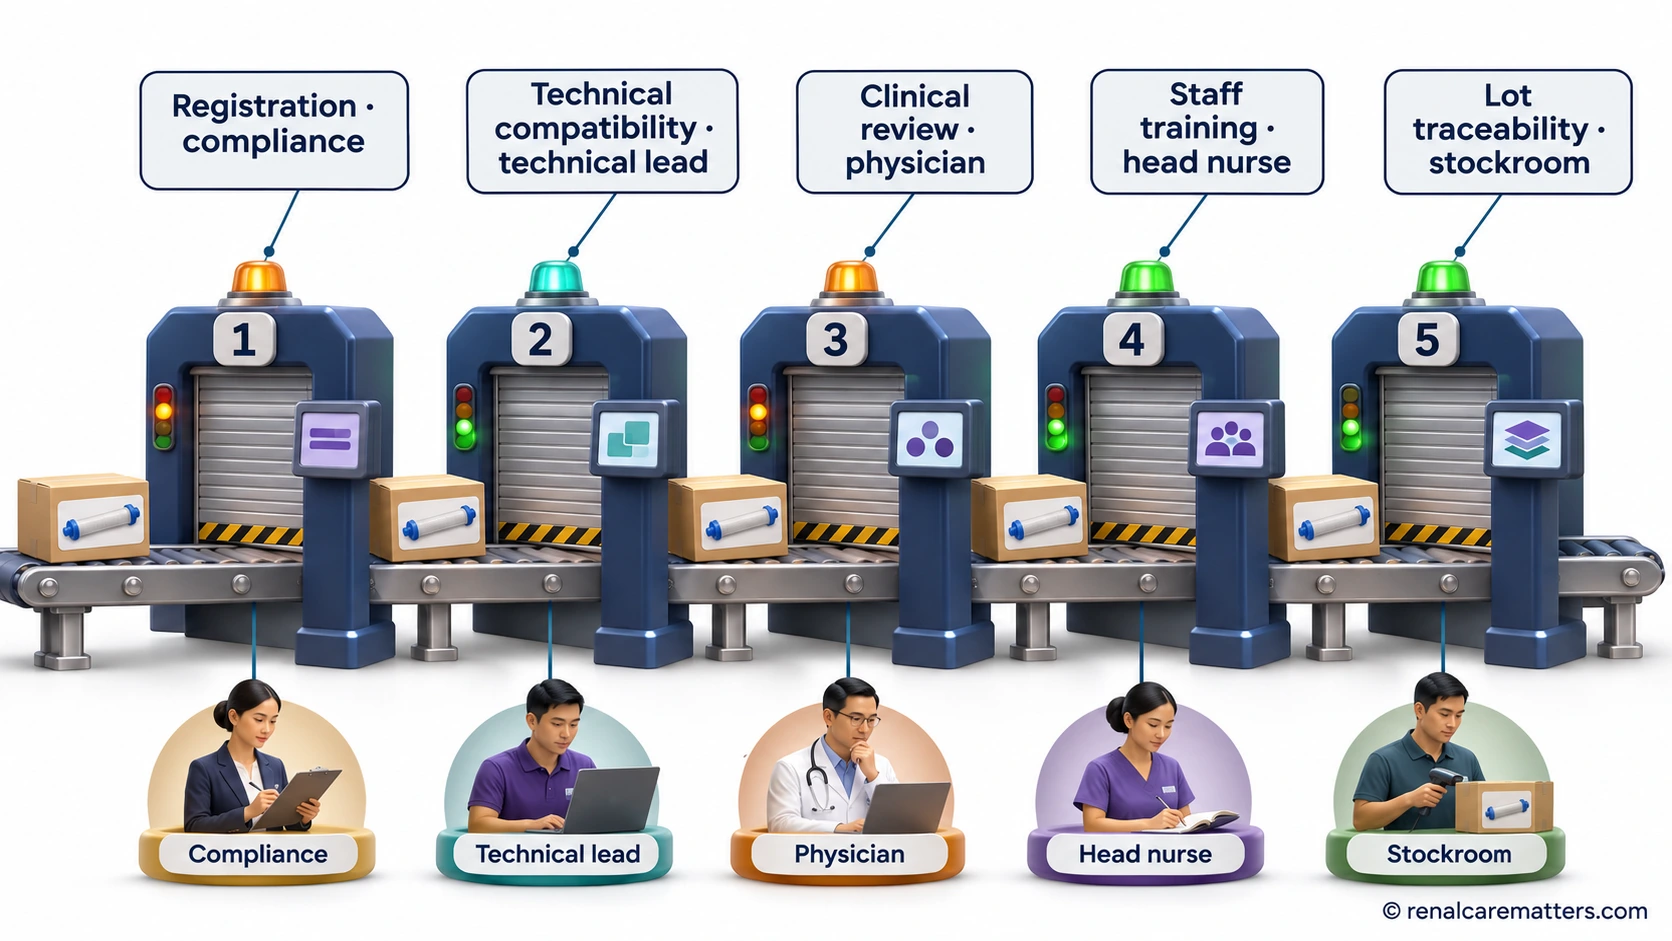 Registration ·
compliance
Technical
compatibility ·
technical lead
Clinical
review ·
physician
Staff
training ·
head nurse
Lot
traceability ·
stockroom
1
2
3
4
5
Compliance
Technical lead
Physician
Head nurse
Stockroom
© renalcarematters.com